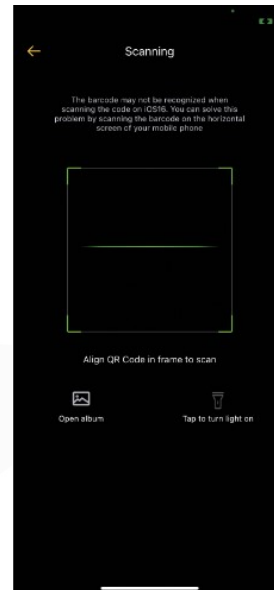 Scanning
The barcode may not be recognized when
scanning the code on iOS16. You can solve this
problem by scanning the barcode on the horizontal
screen of your mobile phone
Align QR Code in frame to scan
Open album
Tap to turn light on